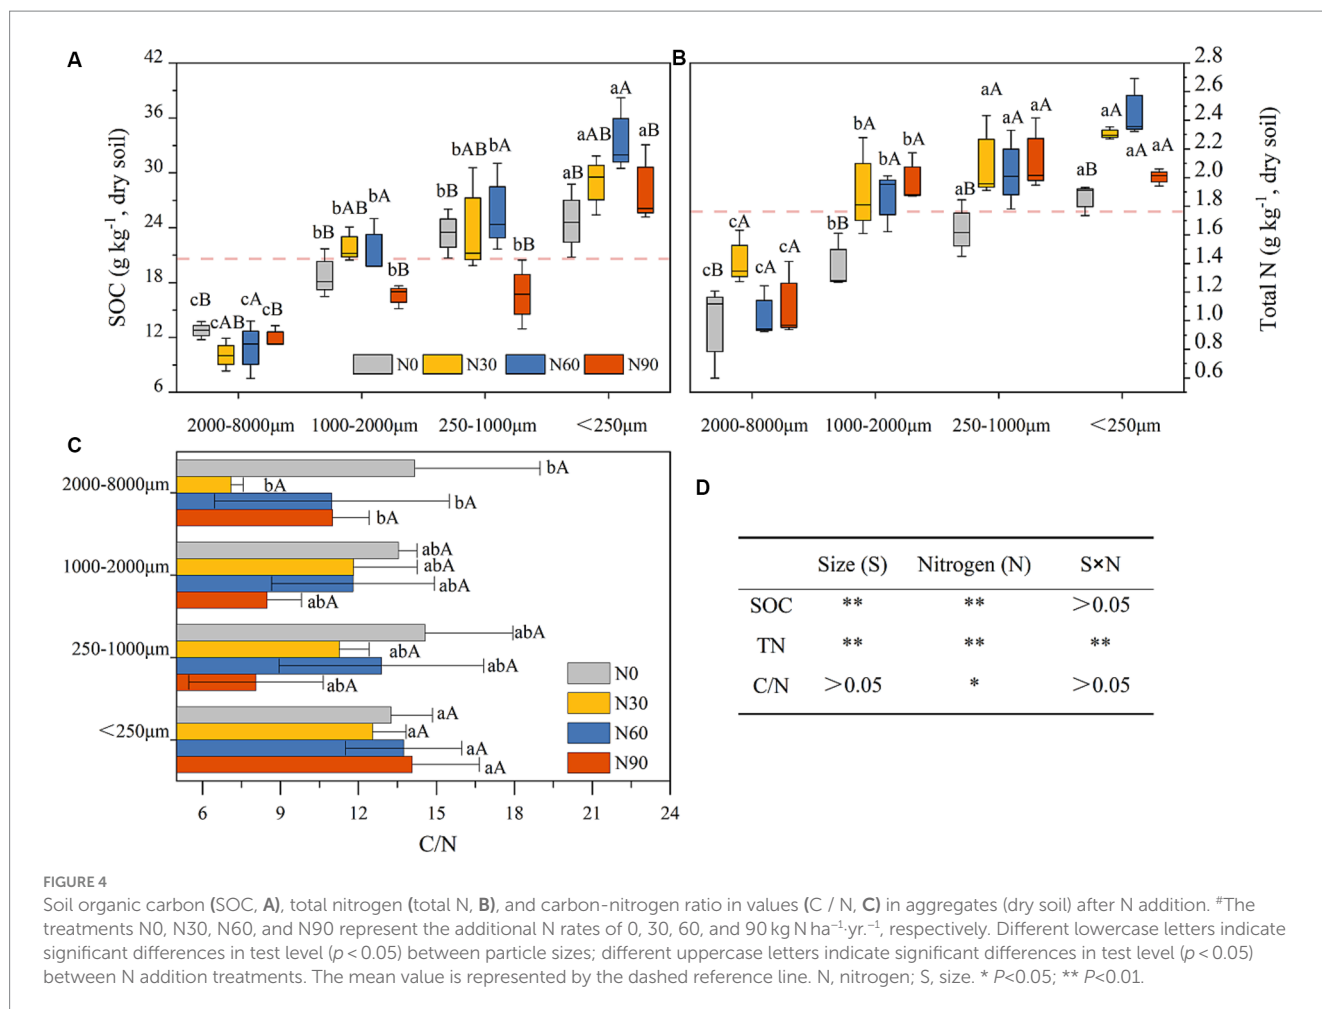 A
42
36
30
24
18
12
6
SOC (g kg-1, dry soil)
cB
cAB
cA
cB
bB
bAB
bA
bB
bB
bAB
bA
bB
aB
aAB
aA
aB
N0
N30
N60
N90
2000-8000μm
1000-2000μm
250-1000μm
<250μm
B
2.8
2.6
2.4
2.2
2.0
1.8
1.6
1.4
1.2
1.0
0.8
0.6
Total N (g kg-1, dry soil)
cB
cA
cA
cA
bB
bA
bA
bA
aB
aA
aA
aA
aB
aA
aA
aA
2000-8000μm
1000-2000μm
250-1000μm
<250μm
C
2000-8000μm
1000-2000μm
250-1000μm
<250μm
bA
bA
bA
bA
abA
abA
abA
abA
abA
abA
abA
abA
aA
aA
aA
aA
N0
N30
N60
N90
6
9
12
15
18
21
24
C/N
D
Size (S) Nitrogen (N) S×N
SOC ** ** >0.05
TN ** ** **
C/N >0.05 * >0.05
FIGURE 4
Soil organic carbon (SOC, A), total nitrogen (total N, B), and carbon-nitrogen ratio in values (C / N, C) in aggregates (dry soil) after N addition. #The
treatments N0, N30, N60, and N90 represent the additional N rates of 0, 30, 60, and 90 kg N ha−1·yr.−1, respectively. Different lowercase letters indicate
significant differences in test level (p < 0.05) between particle sizes; different uppercase letters indicate significant differences in test level (p < 0.05)
between N addition treatments. The mean value is represented by the dashed reference line. N, nitrogen; S, size. * P<0.05; ** P<0.01.